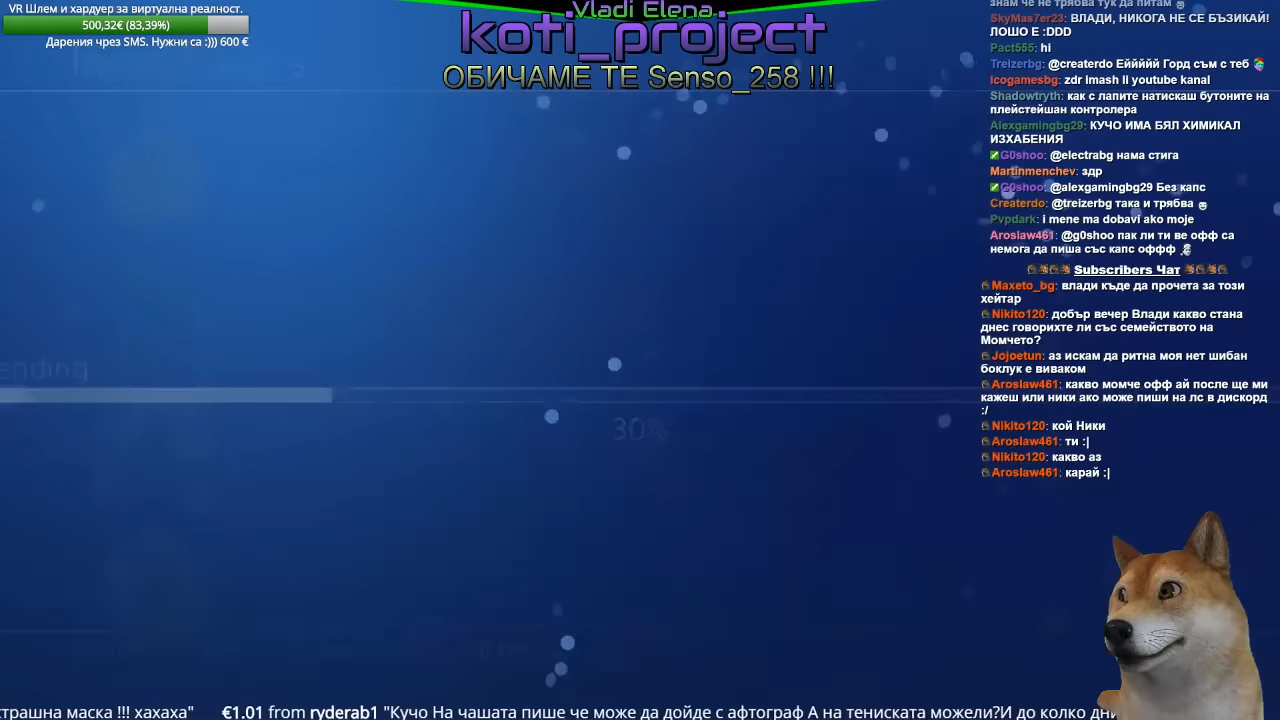 VR Шлем и хардуер за виртуална реалност.
500,32€ (83,39%)
Дарения чрез SMS. Нужни са :))) 600 €
Vladi Elena
koti_project
ОБИЧАМЕ ТЕ Senso_258 !!!
знам че не трябва тук да питам
SkyMas7er23: ВЛАДИ, НИКОГА НЕ СЕ БЪЗИКАЙ!
ЛОШО Е :DDD
Pact555: hi
Treizerbg: @createrdo Ейййй Горд съм с теб
Icogamesbg: zdr imash li youtube kanal
Shadowtryth: как с лапите натискаш бутоните на
плейстейшан контролера
Alexgamingbg29: КУЧО ИМА БЯЛ ХИМИКАЛ
ИЗХАБЕНИЯ
G0shoo: @electrabg нама стига
Martinmenchev: здр
G0shoo: @alexgamingbg29 Без капс
Createrdo: @treizerbg така и трябва
Pvpdark: i mene ma dobavi ako moje
Aroslaw461: @g0shoo пак ли ти ве офф са
немога да пиша със капс оффф
Subscribers Чат
Maxeto_bg: влади къде да прочета за този
хейтар
Nikito120: добър вечер Влади какво стана
днес говорихте ли със семейството на
Момчето?
Jojoetun: аз искам да ритна моя нет шибан
боклук е виваком
Aroslaw461: какво момче офф ай после ще ми
кажеш или ники ако може пиши на лс в дискорд
:/
Nikito120: кой Ники
Aroslaw461: ти :|
Nikito120: какво аз
Aroslaw461: карай :|
ending
30%
трашна маска !!! хахаха" €1.01 from ryderab1 "Кучо На чашата пише че може да дойде с афтограф А на тениската можели?И до колко дни